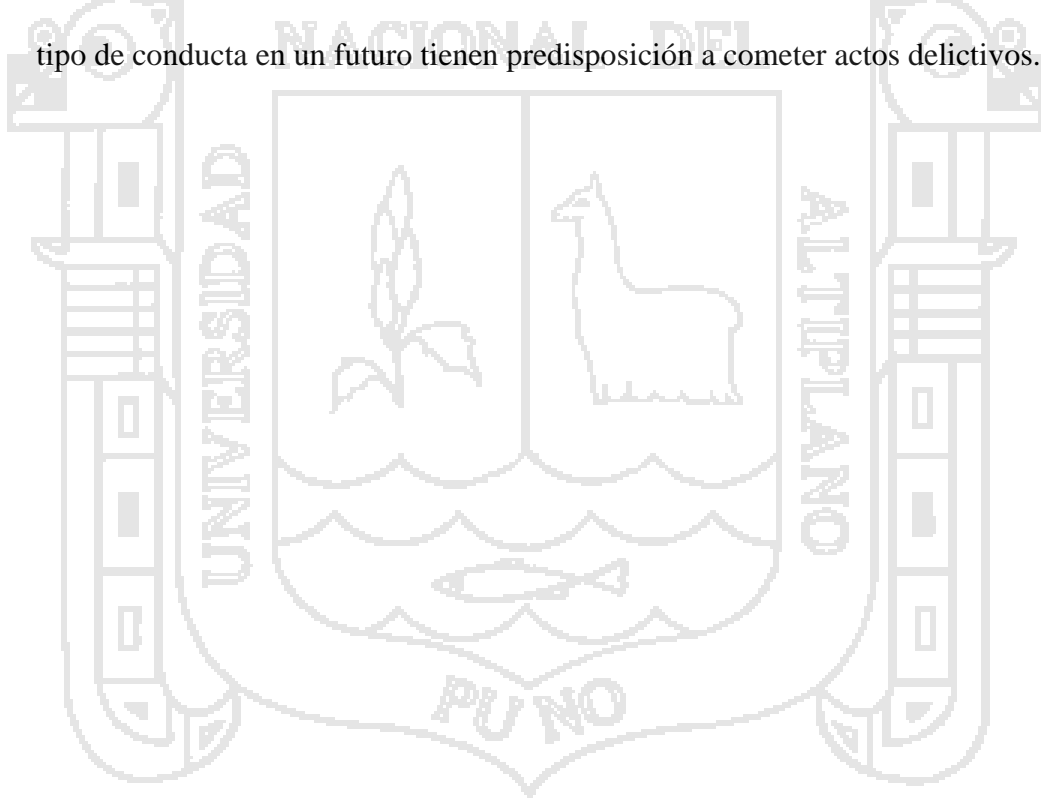 NACIONAL DEL
tipo de conducta en un futuro tienen predisposición a cometer actos delictivos.
UNIVERSIDAD
ALTIPLANO
PUNO